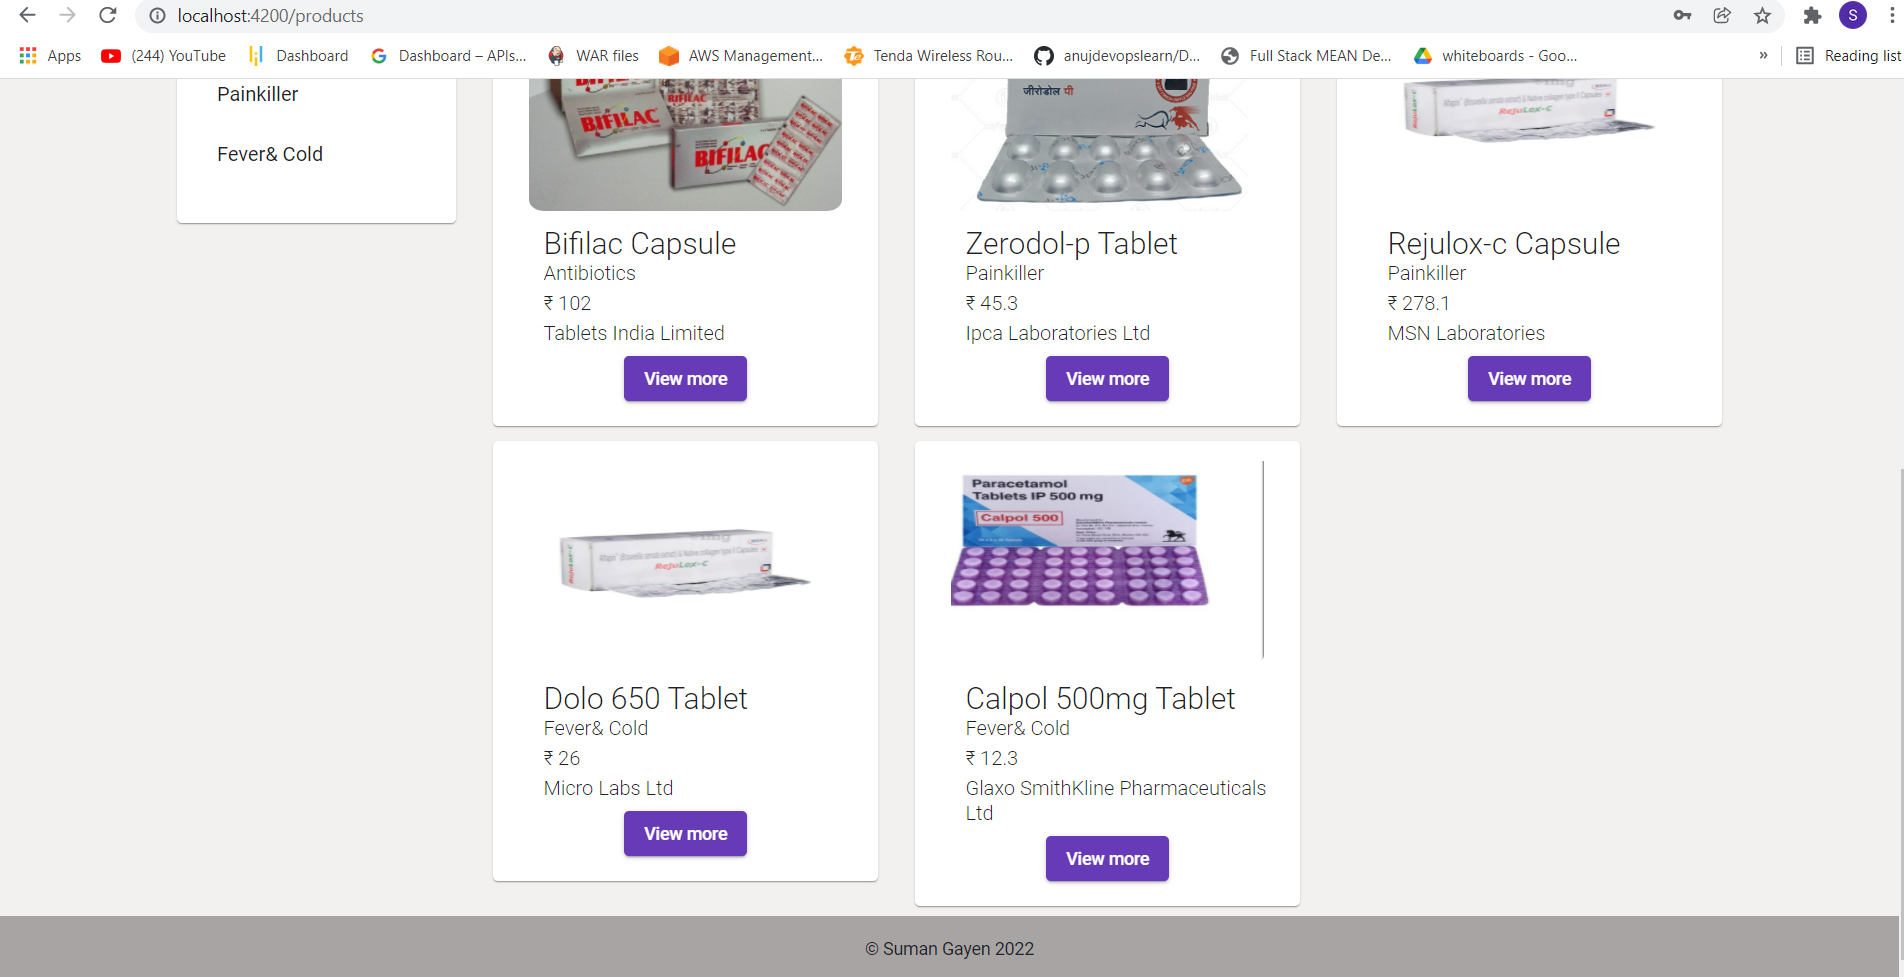 localhost:4200/products
Apps
(244) YouTube
Dashboard
Dashboard – APIs...
WAR files
AWS Management...
Tenda Wireless Rou...
anujdevopslearn/D...
Full Stack MEAN De...
whiteboards - Goo...
»
Reading list
S
Painkiller
Fever& Cold
BIFILAC
BIFILAC
BIFILAC
जीरोडोल पी
RejuLox-C
Bifilac Capsule
Antibiotics
₹ 102
Tablets India Limited
View more
Zerodol-p Tablet
Painkiller
₹ 45.3
Ipca Laboratories Ltd
View more
Rejulox-c Capsule
Painkiller
₹ 278.1
MSN Laboratories
View more
RejuLox-C
Dolo 650 Tablet
Fever& Cold
₹ 26
Micro Labs Ltd
View more
Paracetamol
Tablets IP 500 mg
Calpol 500
Calpol 500mg Tablet
Fever& Cold
₹ 12.3
Glaxo SmithKline Pharmaceuticals
Ltd
View more
© Suman Gayen 2022